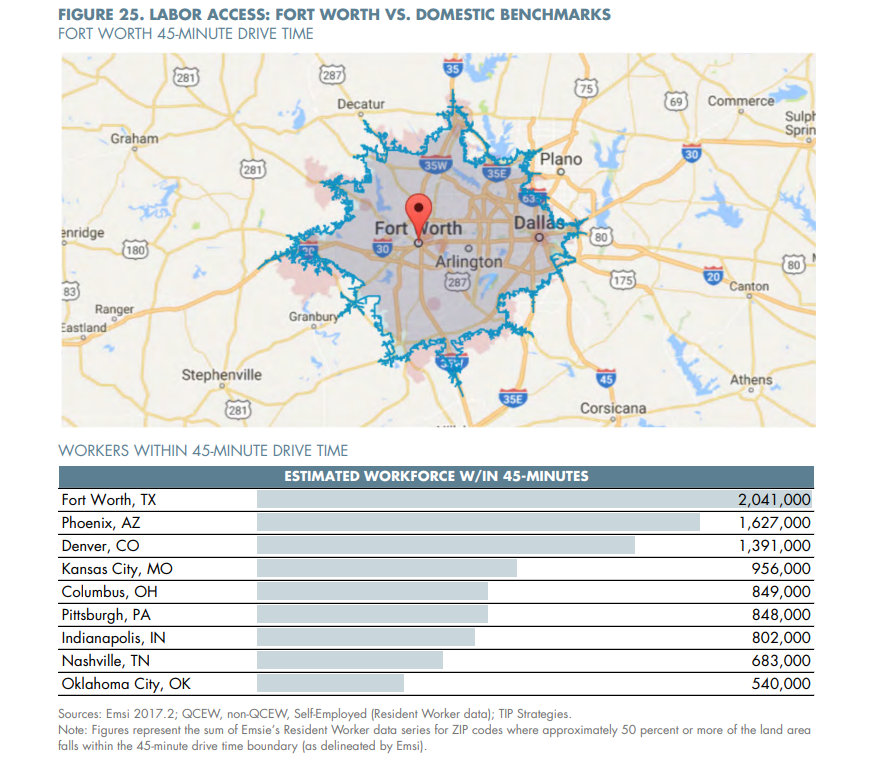 FIGURE 25. LABOR ACCESS: FORT WORTH VS. DOMESTIC BENCHMARKS
FORT WORTH 45-MINUTE DRIVE TIME
35
281
287
75
69
Commerce
Decatur
Sulph
Sprin
Graham
35W
Plano
30
281
35E
63
Fort Worth
Dallas
enridge
180
30
80
Arlington
80
287
20
175
Canton
83
Ranger
Granbury
Eastland
Stephenville
45
Athens
35E
281
Corsicana
WORKERS WITHIN 45-MINUTE DRIVE TIME
ESTIMATED WORKFORCE W/IN 45-MINUTES
Fort Worth, TX 2,041,000
Phoenix, AZ 1,627,000
Denver, CO 1,391,000
Kansas City, MO 956,000
Columbus, OH 849,000
Pittsburgh, PA 848,000
Indianapolis, IN 802,000
Nashville, TN 683,000
Oklahoma City, OK 540,000
Sources: Emsi 2017.2; QCEW, non-QCEW, Self-Employed (Resident Worker data); TIP Strategies.
Note: Figures represent the sum of Emsie's Resident Worker data series for ZIP codes where approximately 50 percent or more of the land area
falls within the 45-minute drive time boundary (as delineated by Emsi).